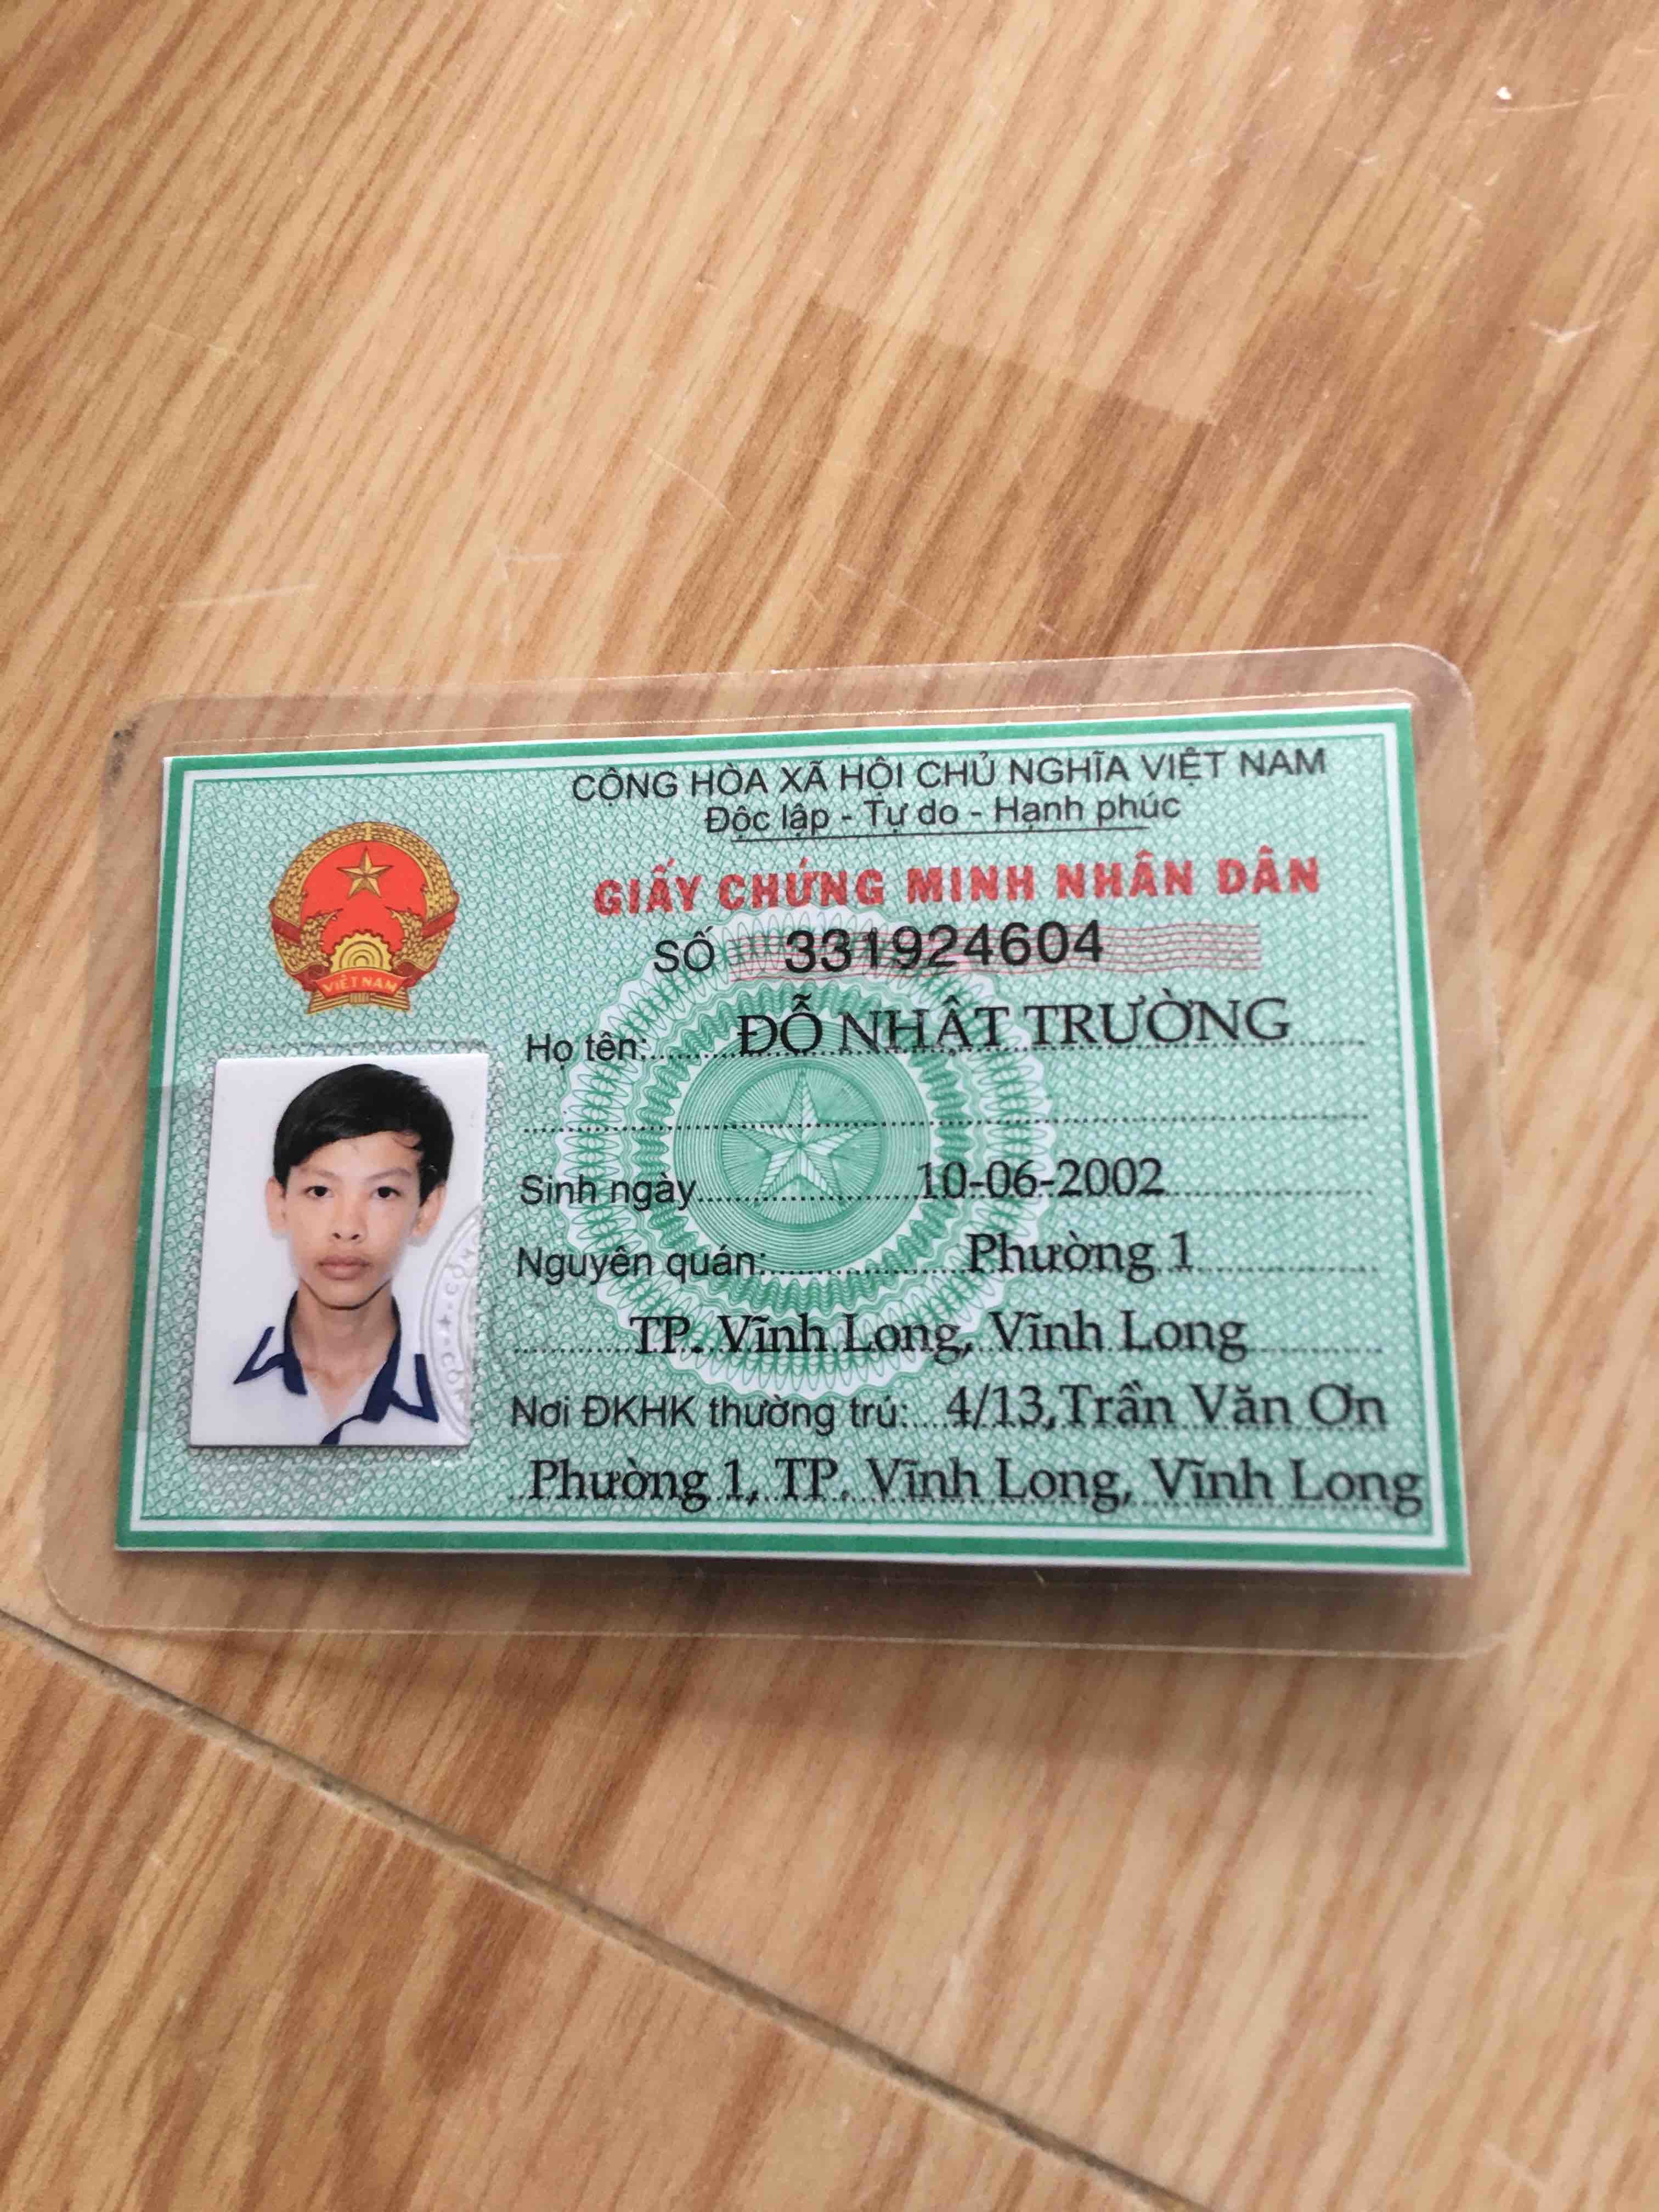 CỘNG HÒA XÃ HỘI CHỦ NGHĨA VIỆT NAM
Độc lập - Tự do - Hạnh phúc
GIẤY CHỨNG MINH NHÂN DÂN
SỐ 331924604
VIỆT NAM
Họ tên: ĐỖ NHẬT TRƯỜNG
Sinh ngày 10-06-2002
Nguyên quán: Phường 1
TP. Vĩnh Long, Vĩnh Long
Nơi ĐKHK thường trú: 4/13,Trần Văn Ơn
Phường 1, TP. Vĩnh Long, Vĩnh Long